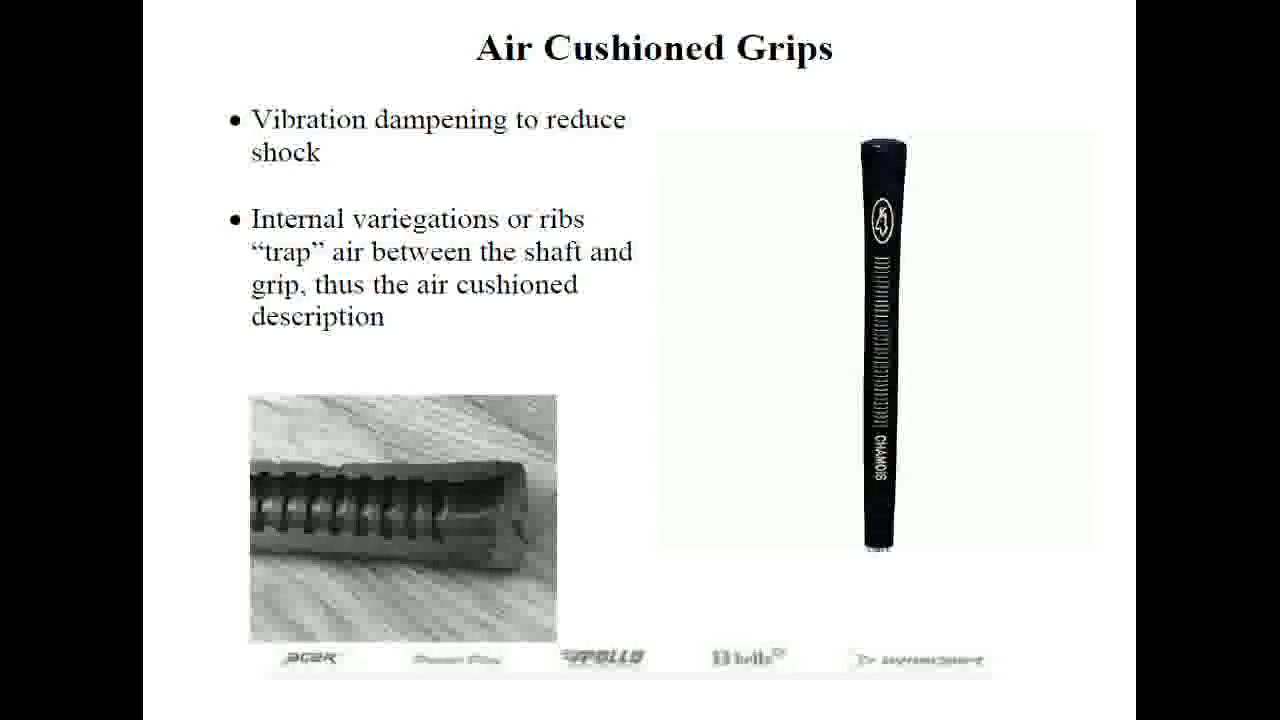 Air Cushioned Grips
• Vibration dampening to reduce
shock
• Internal variegations or ribs
“trap” air between the shaft and
grip, thus the air cushioned
description
CHAMOIS
APOLLO